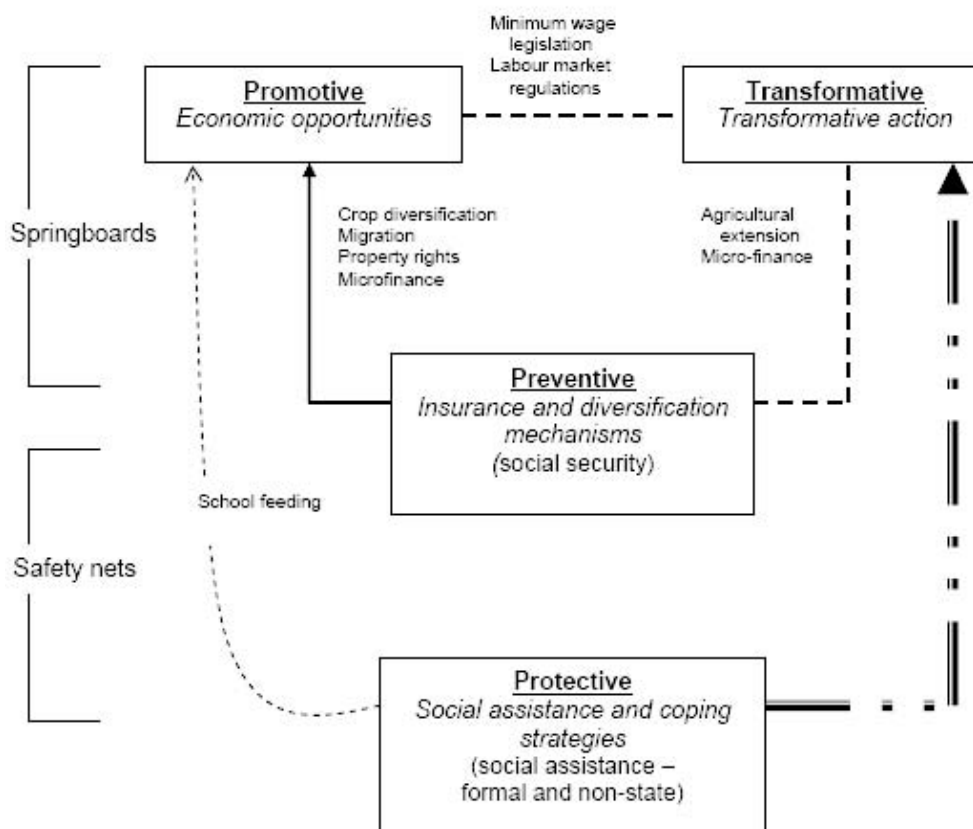 Minimum wage
legislation
Labour market
regulations
Promotive
Economic opportunities
Transformative
Transformative action
Springboards
Crop diversification
Migration
Property rights
Microfinance
Agricultural
extension
Micro-finance
Preventive
Insurance and diversification
mechanisms
(social security)
School feeding
Safety nets
Protective
Social assistance and coping
strategies
(social assistance –
formal and non-state)